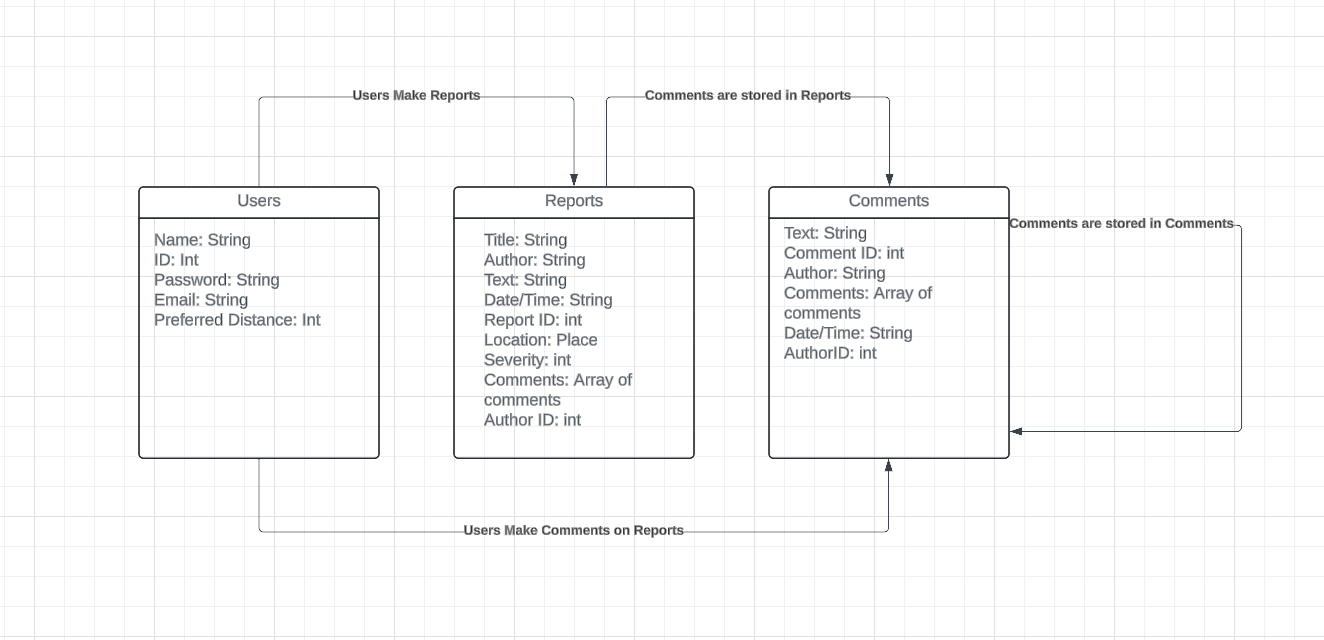 Users Make Reports
Comments are stored in Reports
Users
Name: String
ID: Int
Password: String
Email: String
Preferred Distance: Int
Reports
Title: String
Author: String
Text: String
Date/Time: String
Report ID: int
Location: Place
Severity: int
Comments: Array of
comments
Author ID: int
Comments
Text: String
Comment ID: int
Author: String
Comments: Array of
comments
Date/Time: String
AuthorID: int
Comments are stored in Comments
Users Make Comments on Reports